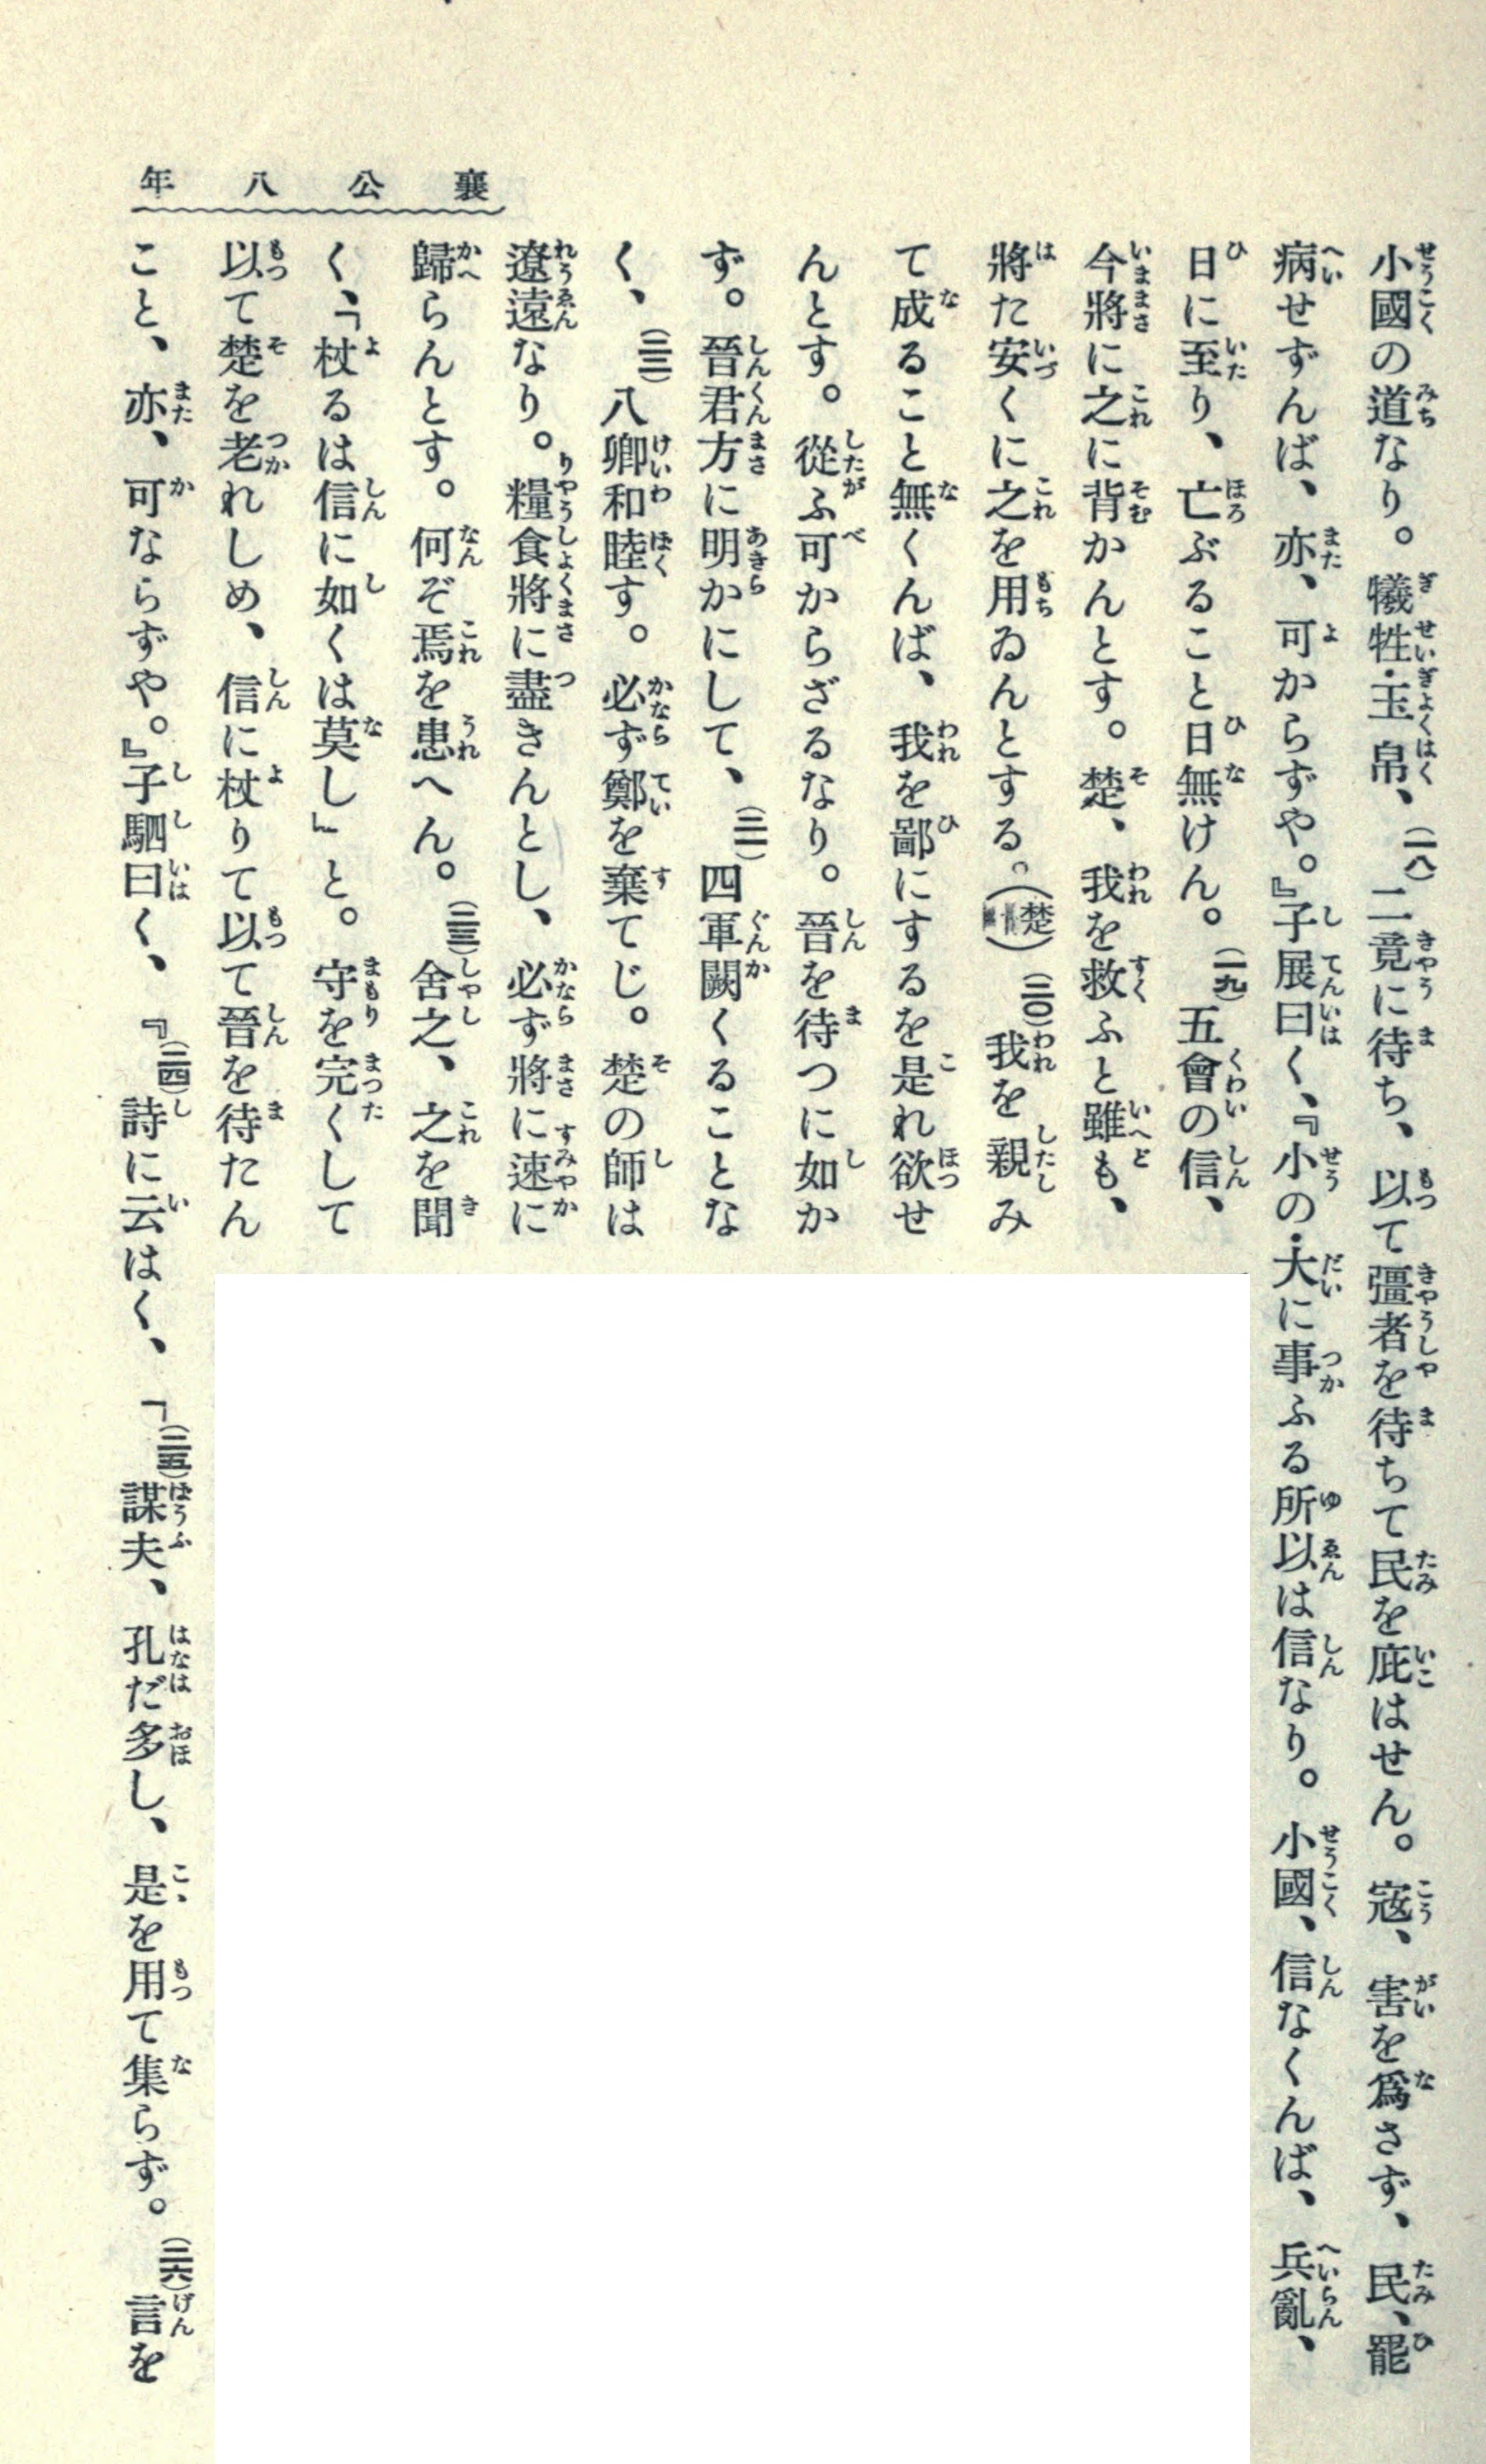 小國の道なり。犧牲・玉帛、(一八)二竟に待ち、以て彊者を待ちて民を庇はせん。寇、害を爲さず、民、罷
病せずんば、亦、可からずや。』子展曰く、『小の・大に事ふる所以は信なり。小國、信なくんば、兵亂、
日に至り、亡ぶること日無けん。(一九)五會の信、
今將に之に背かんとす。楚、我を救ふと雖も、
將た安くに之を用ゐんとする。(楚)(二〇)我を親み
て成ること無くんば、我を鄙にするを是れ欲せ
んとす。從ふ可からざるなり。晉を待つに如か
ず。晉君方に明かにして、(二一)四軍闕くることな
く、(二二)八卿和睦す。必ず鄭を棄てじ。楚の師は
遼遠なり。糧食將に盡きんとし、必ず將に速に
歸らんとす。何ぞ焉を患へん。(二三)舍之、之を聞
く、「杖るは信に如くは莫し」と。守を完くして
以て楚を老れしめ、信に杖りて以て晉を待たん
こと、亦、可ならずや。』子駟曰く、『(二四)詩に云はく、「(二五)謀夫、孔だ多し、是を用て集らず。(二六)言を
襄公八年